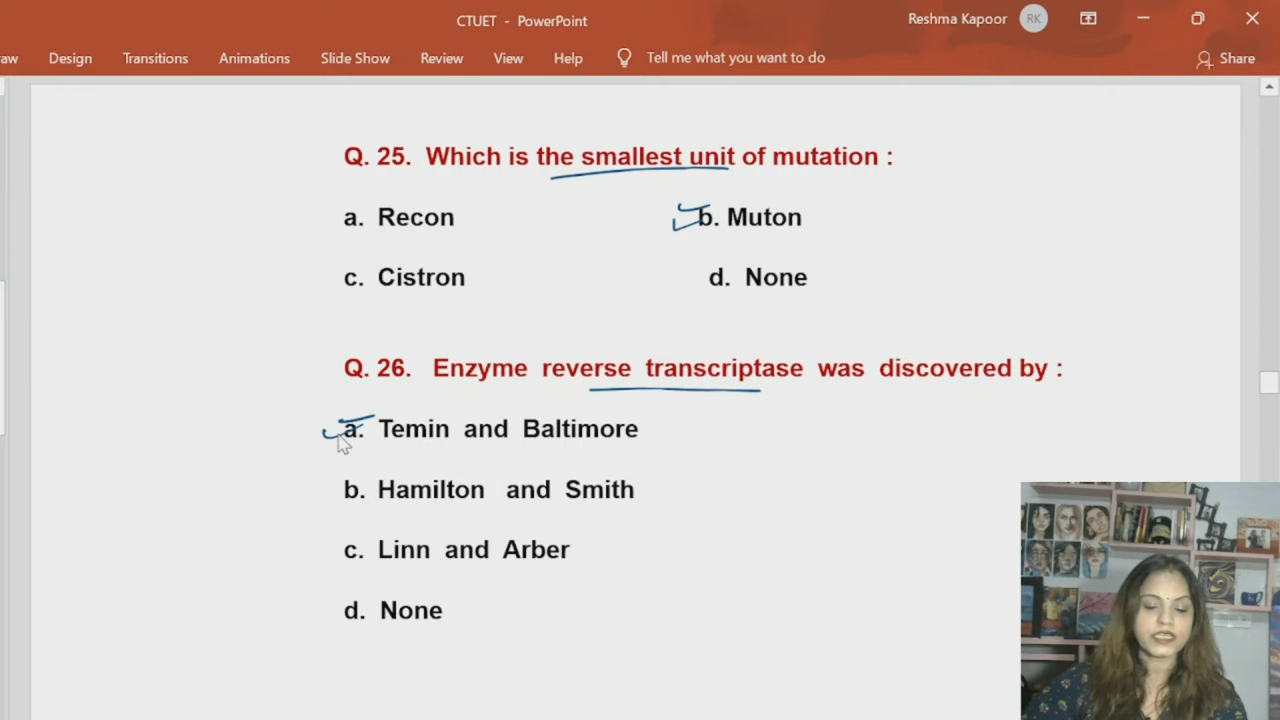 CTUET - PowerPoint
Reshma Kapoor RK
aw Design Transitions Animations Slide Show Review View Help Tell me what you want to do Share
Q. 25. Which is the smallest unit of mutation :
a. Recon b. Muton
c. Cistron d. None
Q. 26. Enzyme reverse transcriptase was discovered by :
a. Temin and Baltimore
b. Hamilton and Smith
c. Linn and Arber
d. None